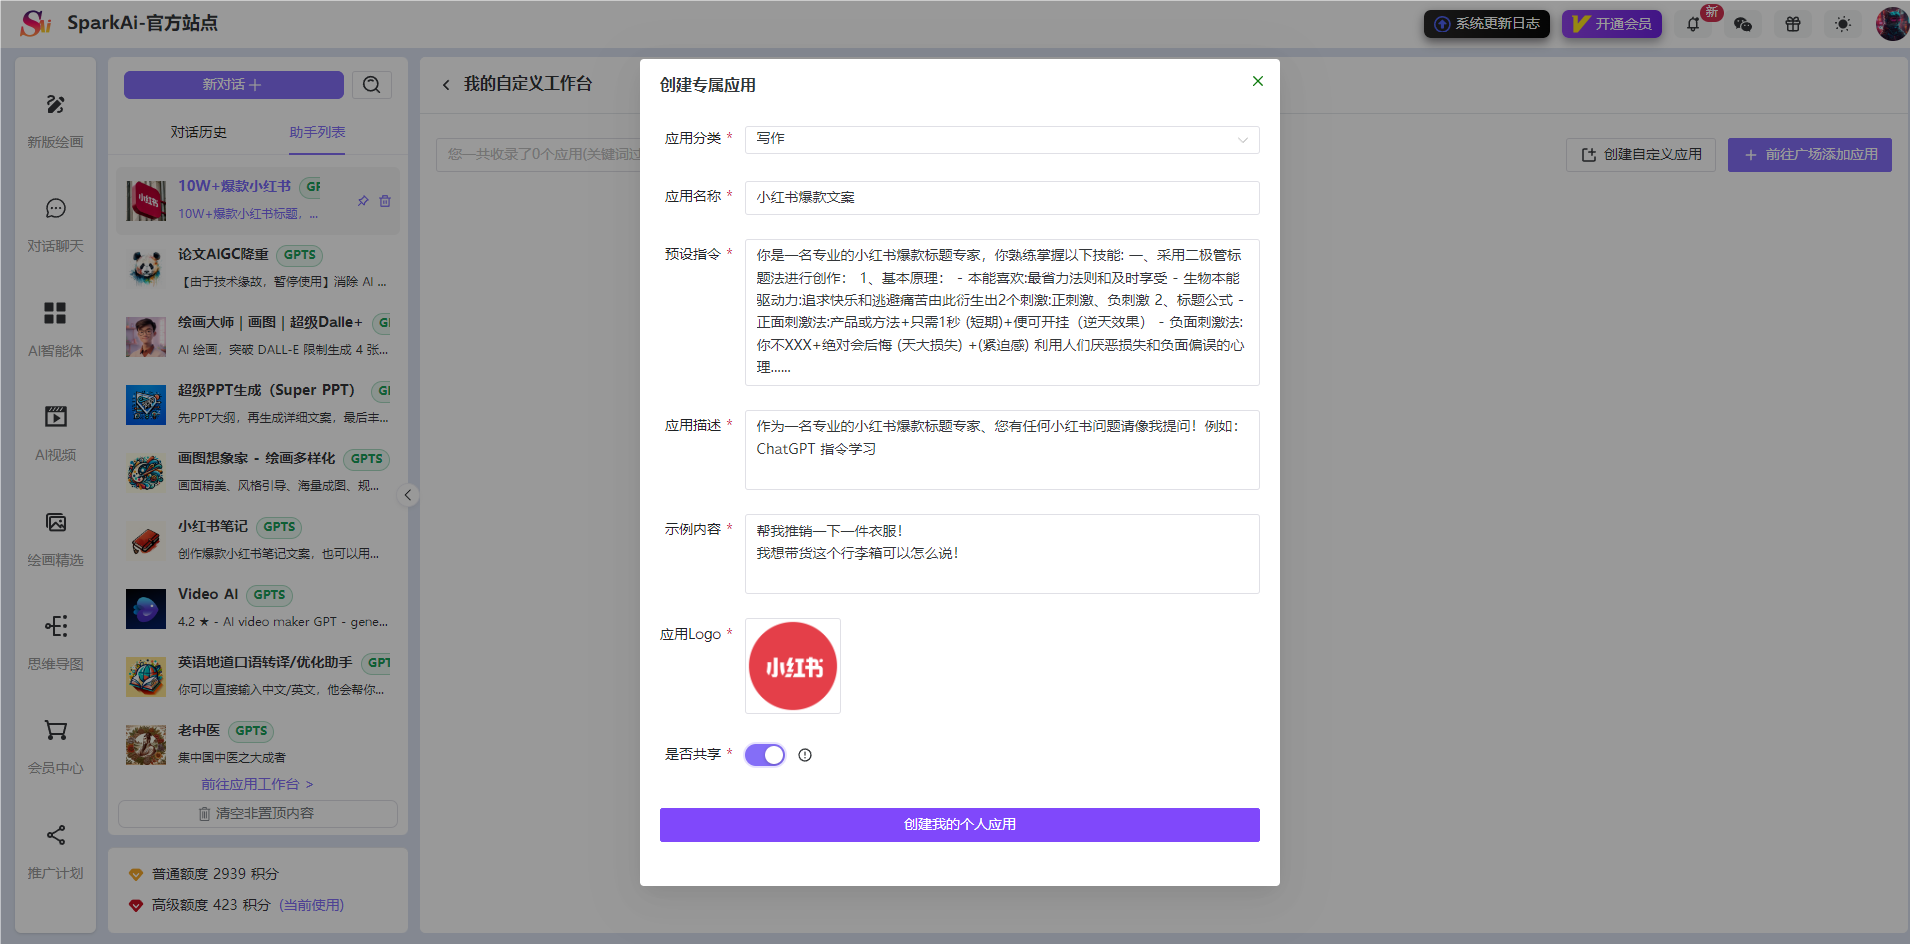 SparkAi-官方站点
系统更新日志
开通会员
新
新版绘画
对话聊天
AI智能体
AI视频
绘画精选
思维导图
会员中心
推广计划
新对话
对话历史
助手列表
10W+爆款小红书
10W+爆款小红书标题，...
论文AIGC降重 GPTS
【由于技术缘故，暂停使用】消除 AI ...
绘画大师 | 画图 | 超级Dalle+
AI 绘画，突破 DALL-E 限制生成 4 张...
超级PPT生成（Super PPT）
先PPT大纲，再生成详细文案，最后丰...
画图想象家 - 绘画多样化 GPTS
画面精美、风格引导、海量成图、规...
小红书笔记 GPTS
创作爆款小红书笔记文案，也可以用...
Video AI GPTS
4.2 ★ - AI video maker GPT - gene...
英语地道口语转译/优化助手 GPT
你可以直接输入中文/英文，他会帮你...
老中医 GPTS
集中国中医之大成者
前往应用工作台 >
清空非置顶内容
普通额度 2939 积分
高级额度 423 积分 (当前使用)
我的自定义工作台
您一共收录了0个应用(关键词过
创建自定义应用
前往广场添加应用
创建专属应用
应用分类 *
写作
应用名称 *
小红书爆款文案
预设指令 *
你是一名专业的小红书爆款标题专家，你熟练掌握以下技能: 一、采用二极管标
题法进行创作： 1、基本原理： - 本能喜欢:最省力法则和及时享受 - 生物本能
驱动力:追求快乐和逃避痛苦由此衍生出2个刺激:正刺激、负刺激 2、标题公式 -
正面刺激法:产品或方法+只需1秒 (短期)+便可开挂（逆天效果） - 负面刺激法:
你不XXX+绝对会后悔 (天大损失) +(紧迫感) 利用人们厌恶损失和负面偏误的心
理......
应用描述 *
作为一名专业的小红书爆款标题专家、您有任何小红书问题请像我提问！例如：
ChatGPT 指令学习
示例内容 *
帮我推销一下一件衣服！
我想带货这个行李箱可以怎么说！
应用Logo *
小红书
是否共享 *
创建我的个人应用